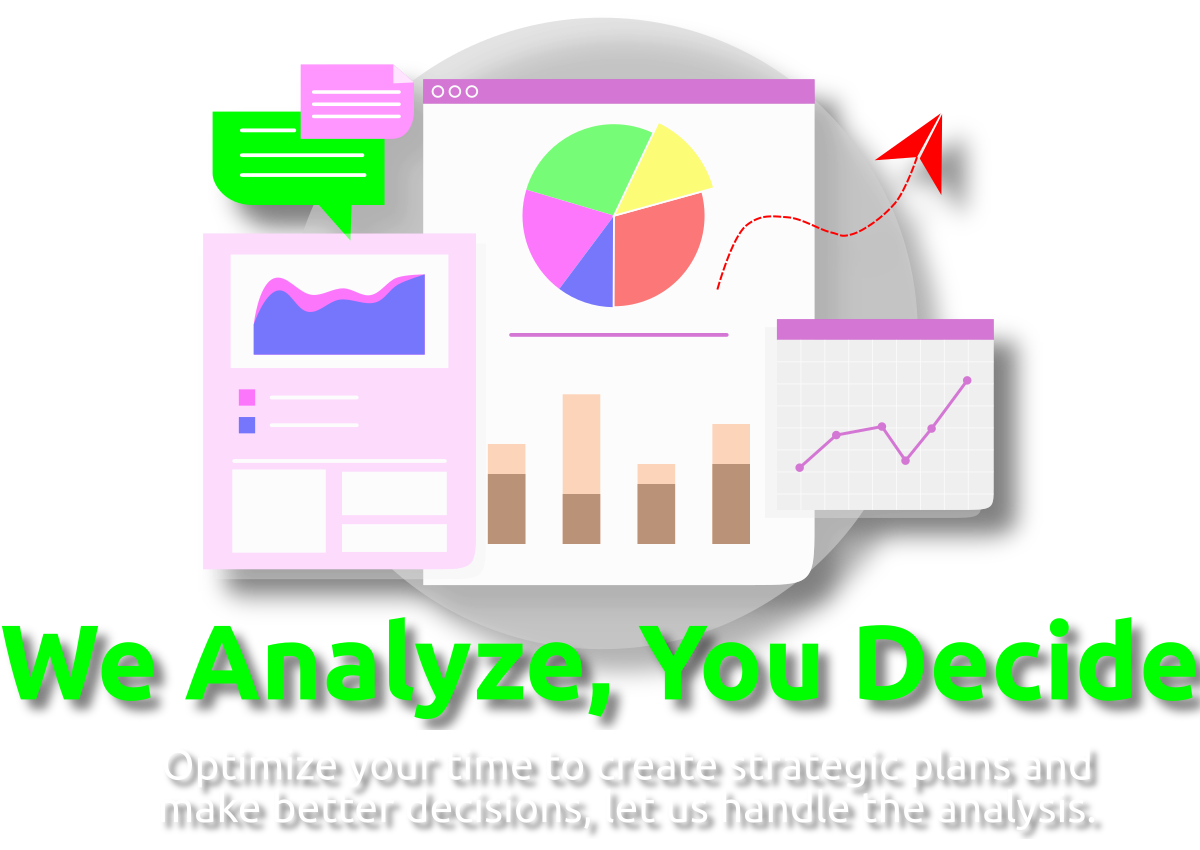 We Analyze, You Decide
Optimize your time to create strategic plans and
make better decisions, let us handle the analysis.